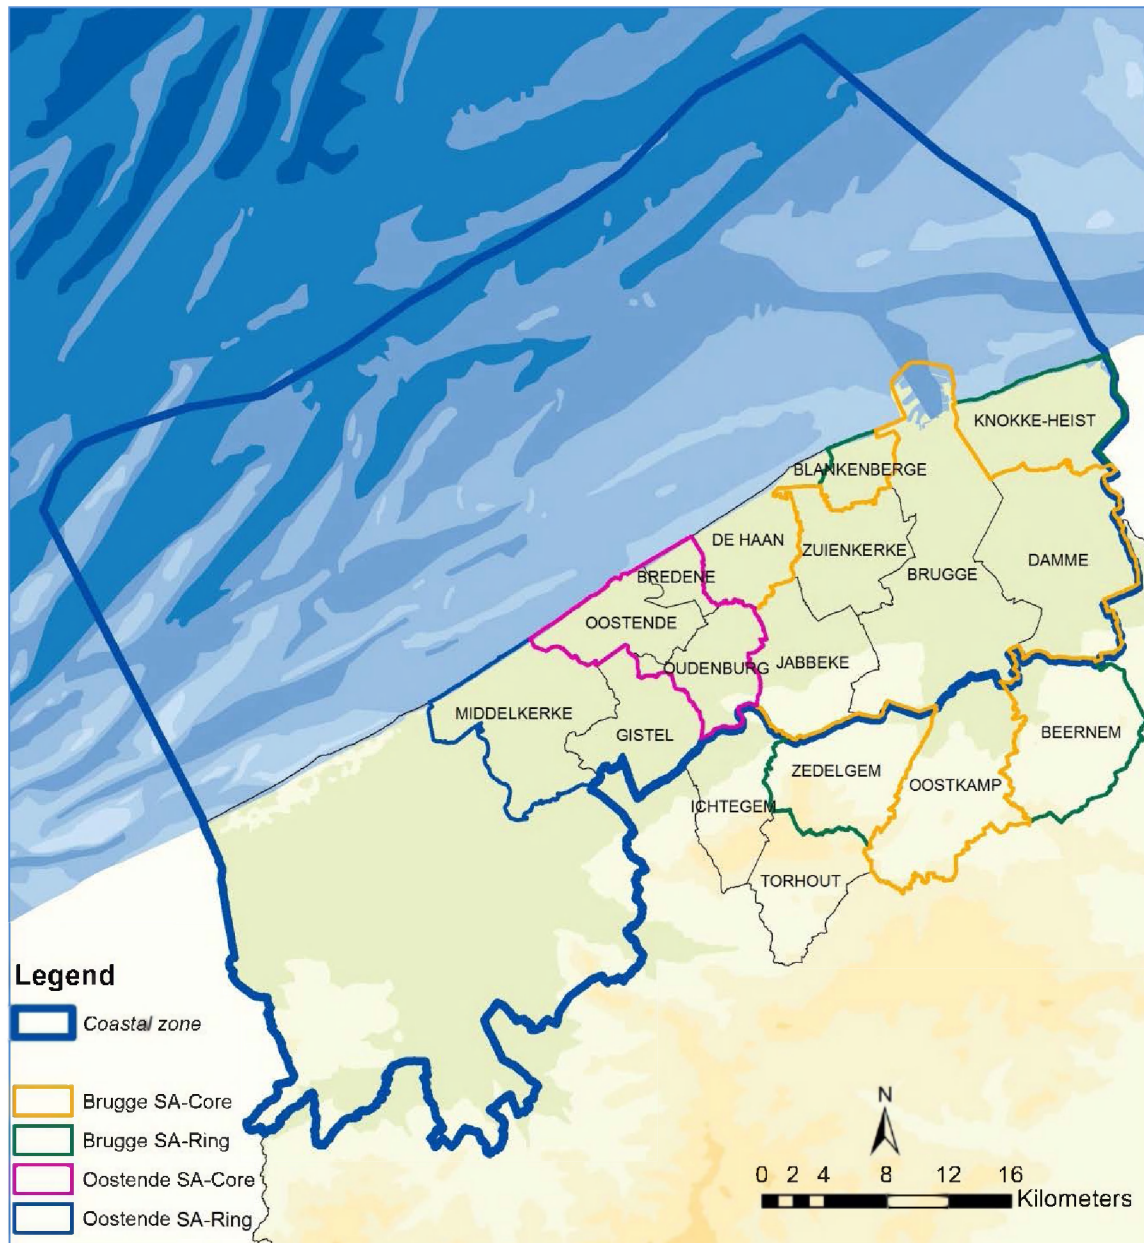 KNOKKE-HEIST
BLANKENBERGE
DE HAAN
ZUIENKERKE
DAMME
BREDENE
BRUGGE
OOSTENDE
OUDENBURG
JABBEKE
MIDDELKERKE
GISTEL
BEERNEM
ZEDELGEM
OOSTKAMP
ICHTEGEM
TORHOUT
Legend
Coastal zone
Brugge SA-Core
Brugge SA-Ring
Oostende SA-Core
Oostende SA-Ring
N
0 2 4 8 12 16
Kilometers